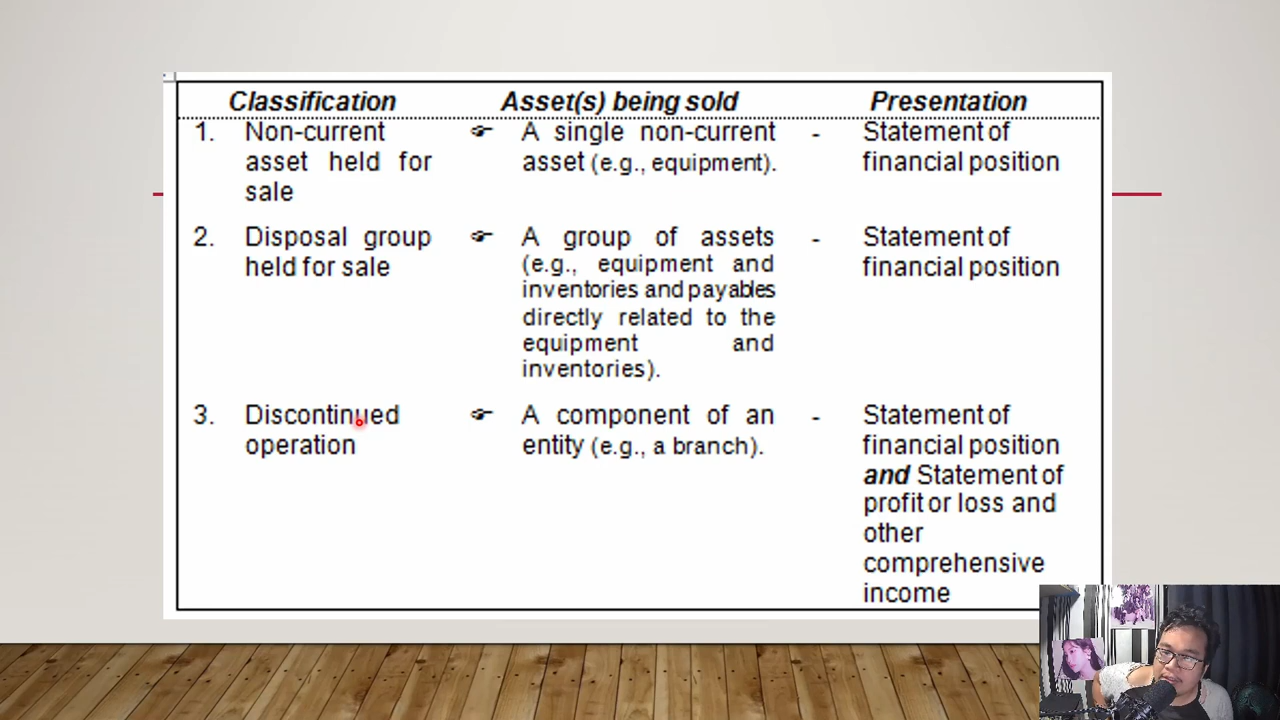 Classification Asset(s) being sold Presentation
1. Non-current asset held for sale ☞ A single non-current asset (e.g., equipment). - Statement of financial position
2. Disposal group held for sale ☞ A group of assets (e.g., equipment and inventories and payables directly related to the equipment and inventories). - Statement of financial position
3. Discontinued operation ☞ A component of an entity (e.g., a branch). - Statement of financial position and Statement of profit or loss and other comprehensive income